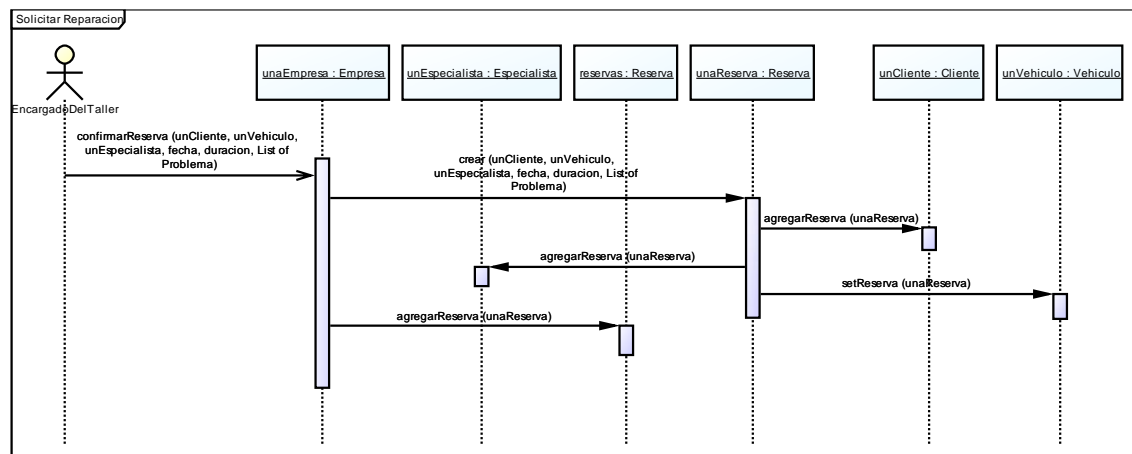 Solicitar Reparacion
EncargadoDelTaller
unaEmpresa : Empresa
unEspecialista : Especialista
reservas : Reserva
unaReserva : Reserva
unCliente : Cliente
unVehiculo : Vehiculo
confirmarReserva (unCliente, unVehiculo,
unEspecialista, fecha, duracion, List of
Problema)
crear (unCliente, unVehiculo,
unEspecialista, fecha, duracion, List of
Problema)
agregarReserva (unaReserva)
agregarReserva (unaReserva)
setReserva (unaReserva)
agregarReserva (unaReserva)